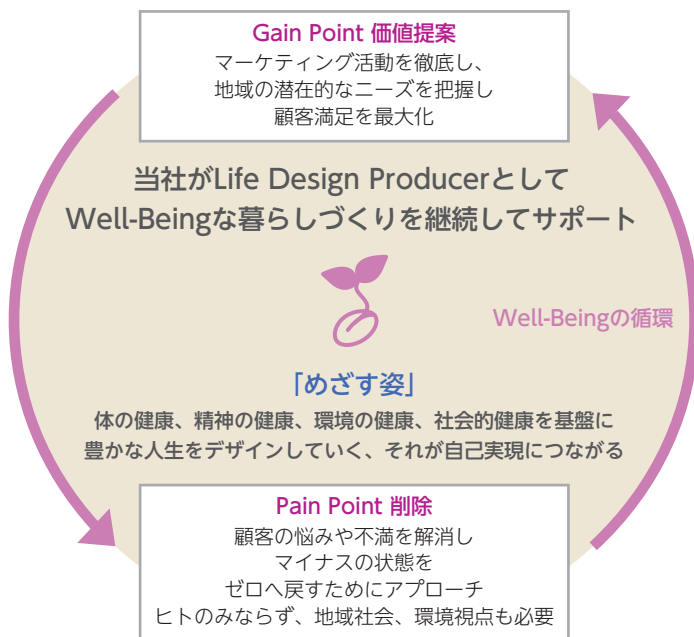 Gain Point 価値提案
マーケティング活動を徹底し、
地域の潜在的なニーズを把握し
顧客満足を最大化
当社がLife Design Producerとして
Well-Beingな暮らしづくりを継続してサポート
Well-Beingの循環
「めざす姿」
体の健康、精神の健康、環境の健康、社会的健康を基盤に
豊かな人生をデザインしていく、それが自己実現につながる
Pain Point 削除
顧客の悩みや不満を解消し
マイナスの状態を
ゼロへ戻すためにアプローチ
ヒトのみならず、地域社会、環境視点も必要